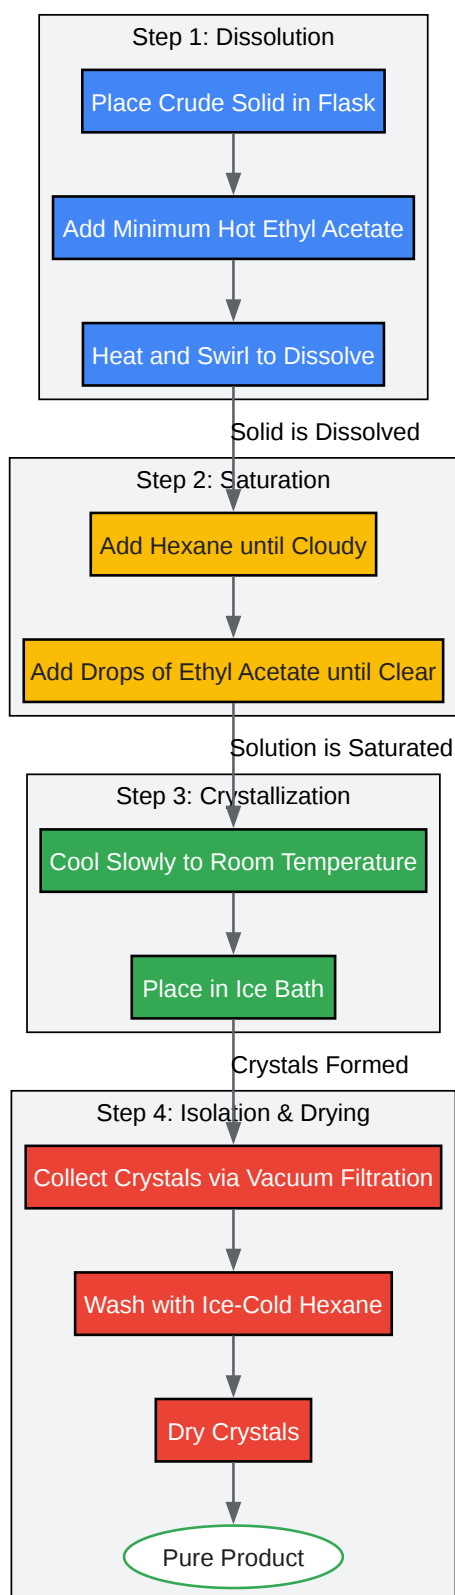 Step 1: Dissolution
Place Crude Solid in Flask
Add Minimum Hot Ethyl Acetate
Heat and Swirl to Dissolve
Solid is Dissolved
Step 2: Saturation
Add Hexane until Cloudy
Add Drops of Ethyl Acetate until Clear
Solution is Saturated
Step 3: Crystallization
Cool Slowly to Room Temperature
Place in Ice Bath
Crystals Formed
Step 4: Isolation & Drying
Collect Crystals via Vacuum Filtration
Wash with Ice-Cold Hexane
Dry Crystals
Pure Product